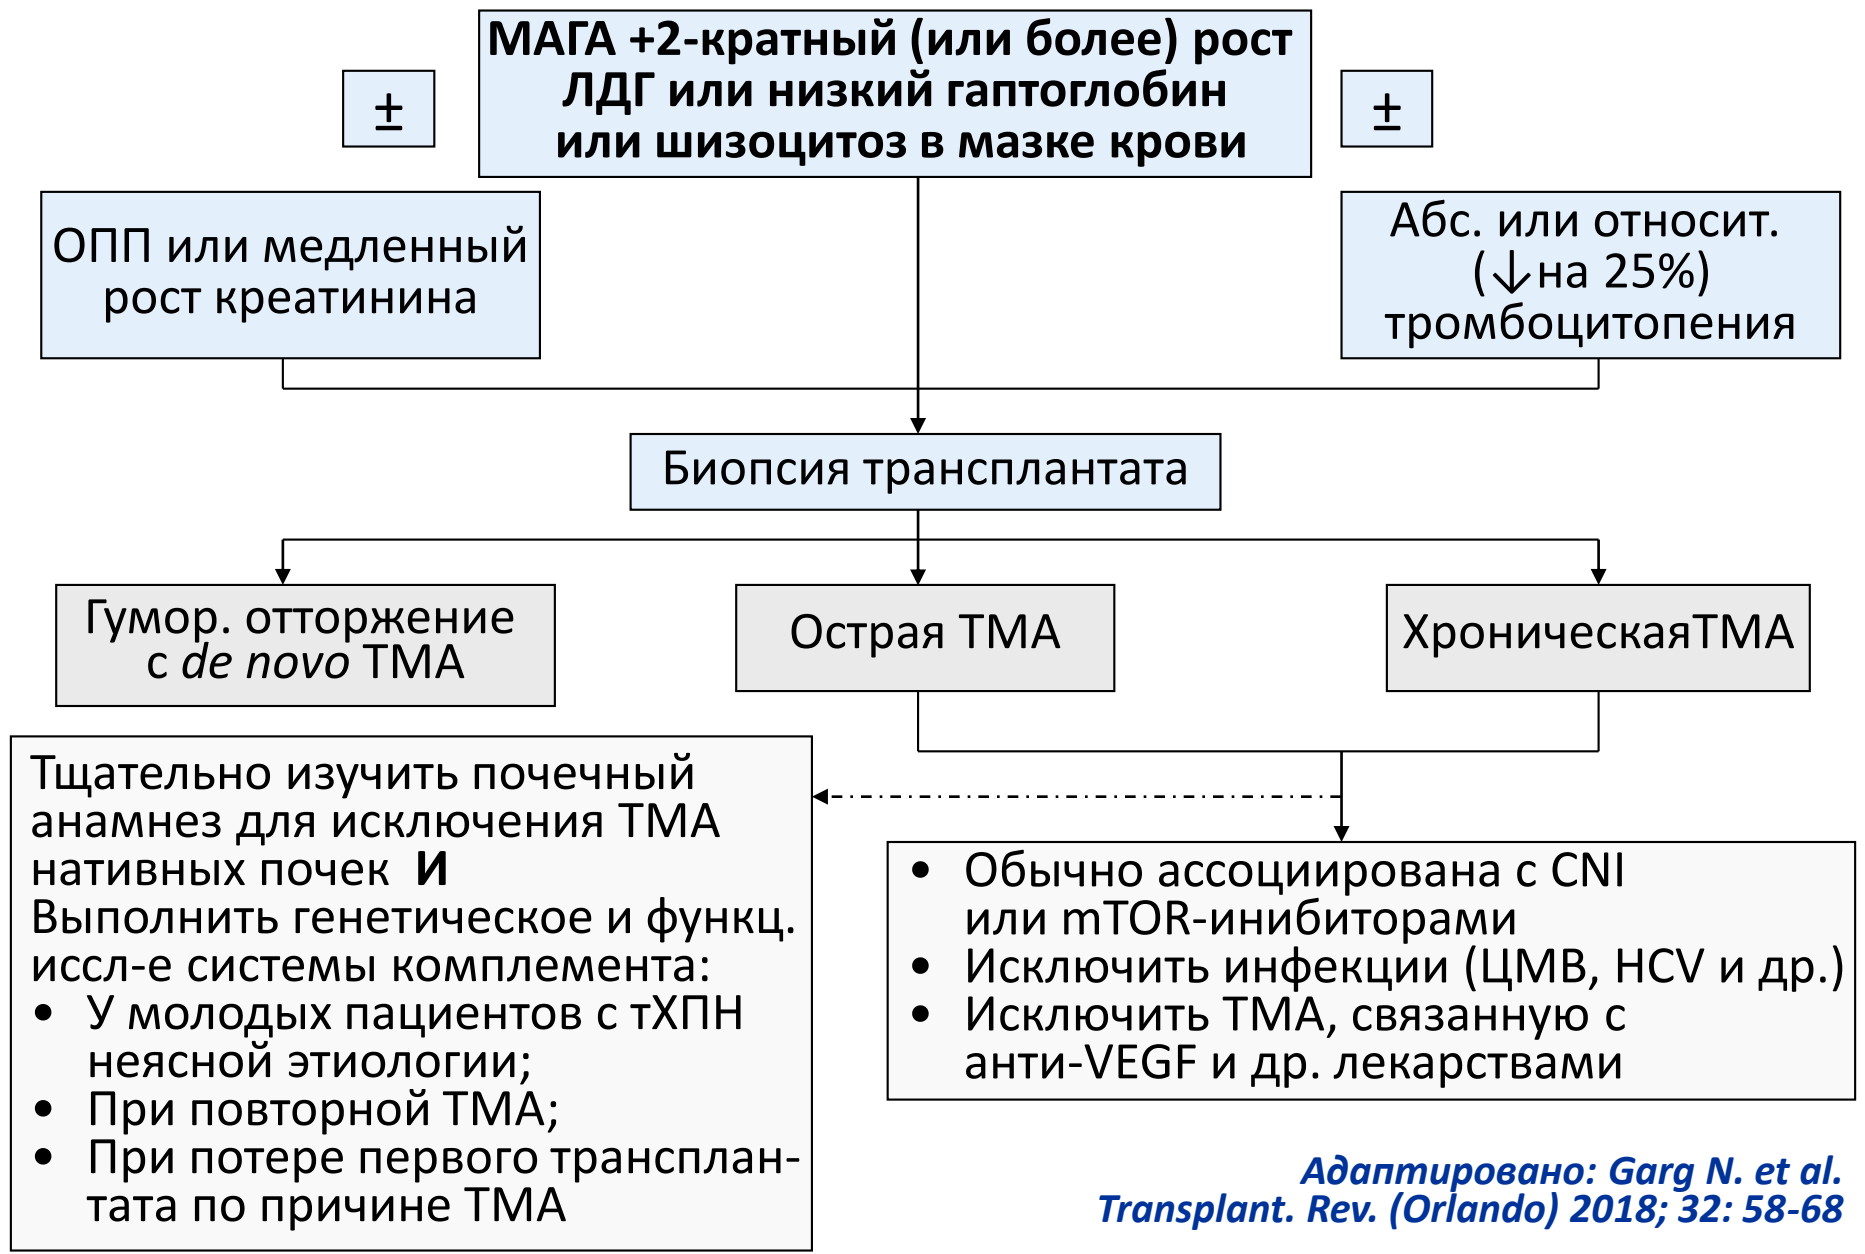 МАГА +2-кратный (или более) рост
ЛДГ или низкий гаптоглобин
или шизоцитоз в мазке крови
±
±
ОПП или медленный
рост креатинина
Абс. или относит.
(↓на 25%)
тромбоцитопения
Биопсия трансплантата
Гумор. отторжение
с de novo ТМА
Острая ТМА
ХроническаяТМА
Тщательно изучить почечный
анамнез для исключения ТМА
нативных почек И
Выполнить генетическое и функц.
иссл-е системы комплемента:
• У молодых пациентов с тХПН
неясной этиологии;
• При повторной ТМА;
• При потере первого трансплан-
тата по причине ТМА
• Обычно ассоциирована с CNI
или mTOR-инибиторами
• Исключить инфекции (ЦМВ, HCV и др.)
• Исключить ТМА, связанную с
анти-VEGF и др. лекарствами
Адаптировано: Garg N. et al.
Transplant. Rev. (Orlando) 2018; 32: 58-68